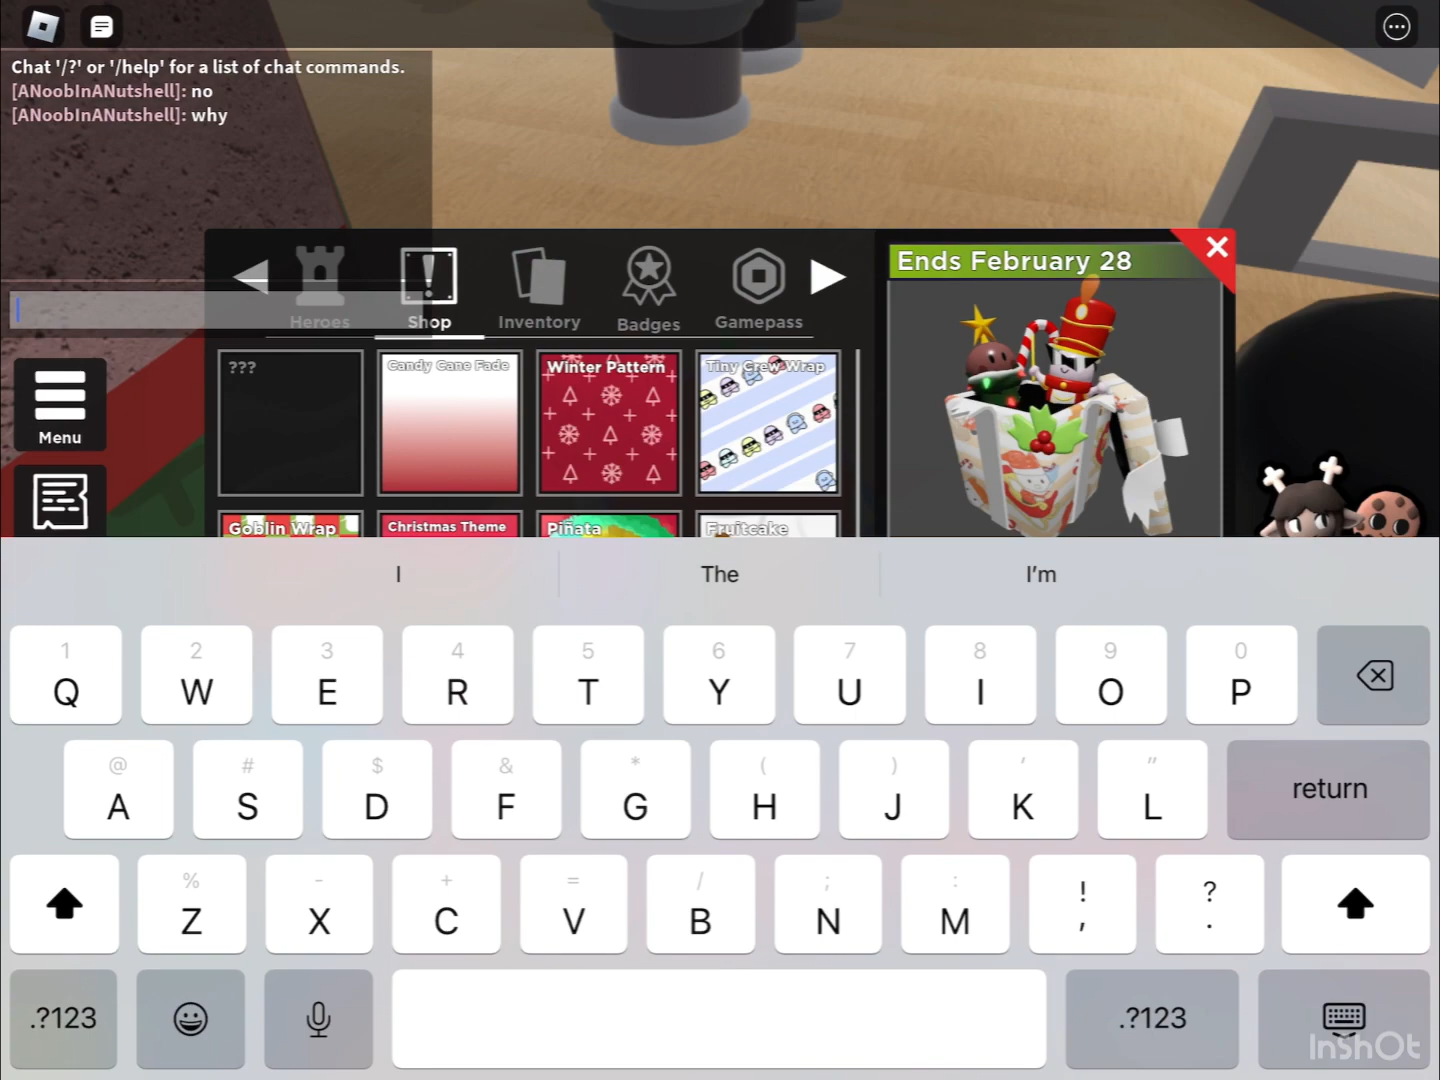 Chat '/?' or '/help' for a list of chat commands.
[ANoobInANutshell]: no
[ANoobInANutshell]: why
Ends February 28
Heroes
Shop
Inventory
Badges
Gamepass
???
Candy Cane Fade
Winter Pattern
Tiny Crew Wrap
Menu
Goblin Wrap
Christmas Theme
Piñata
Fruitcake
I
The
I'm
1 2 3 4 5 6 7 8 9 0
Q W E R T Y U I O P
@ # $ & * ( ) ' "
A S D F G H J K L return
% - + = / ; : ! ?
Z X C V B N M , .
.?123 .?123
InShOt